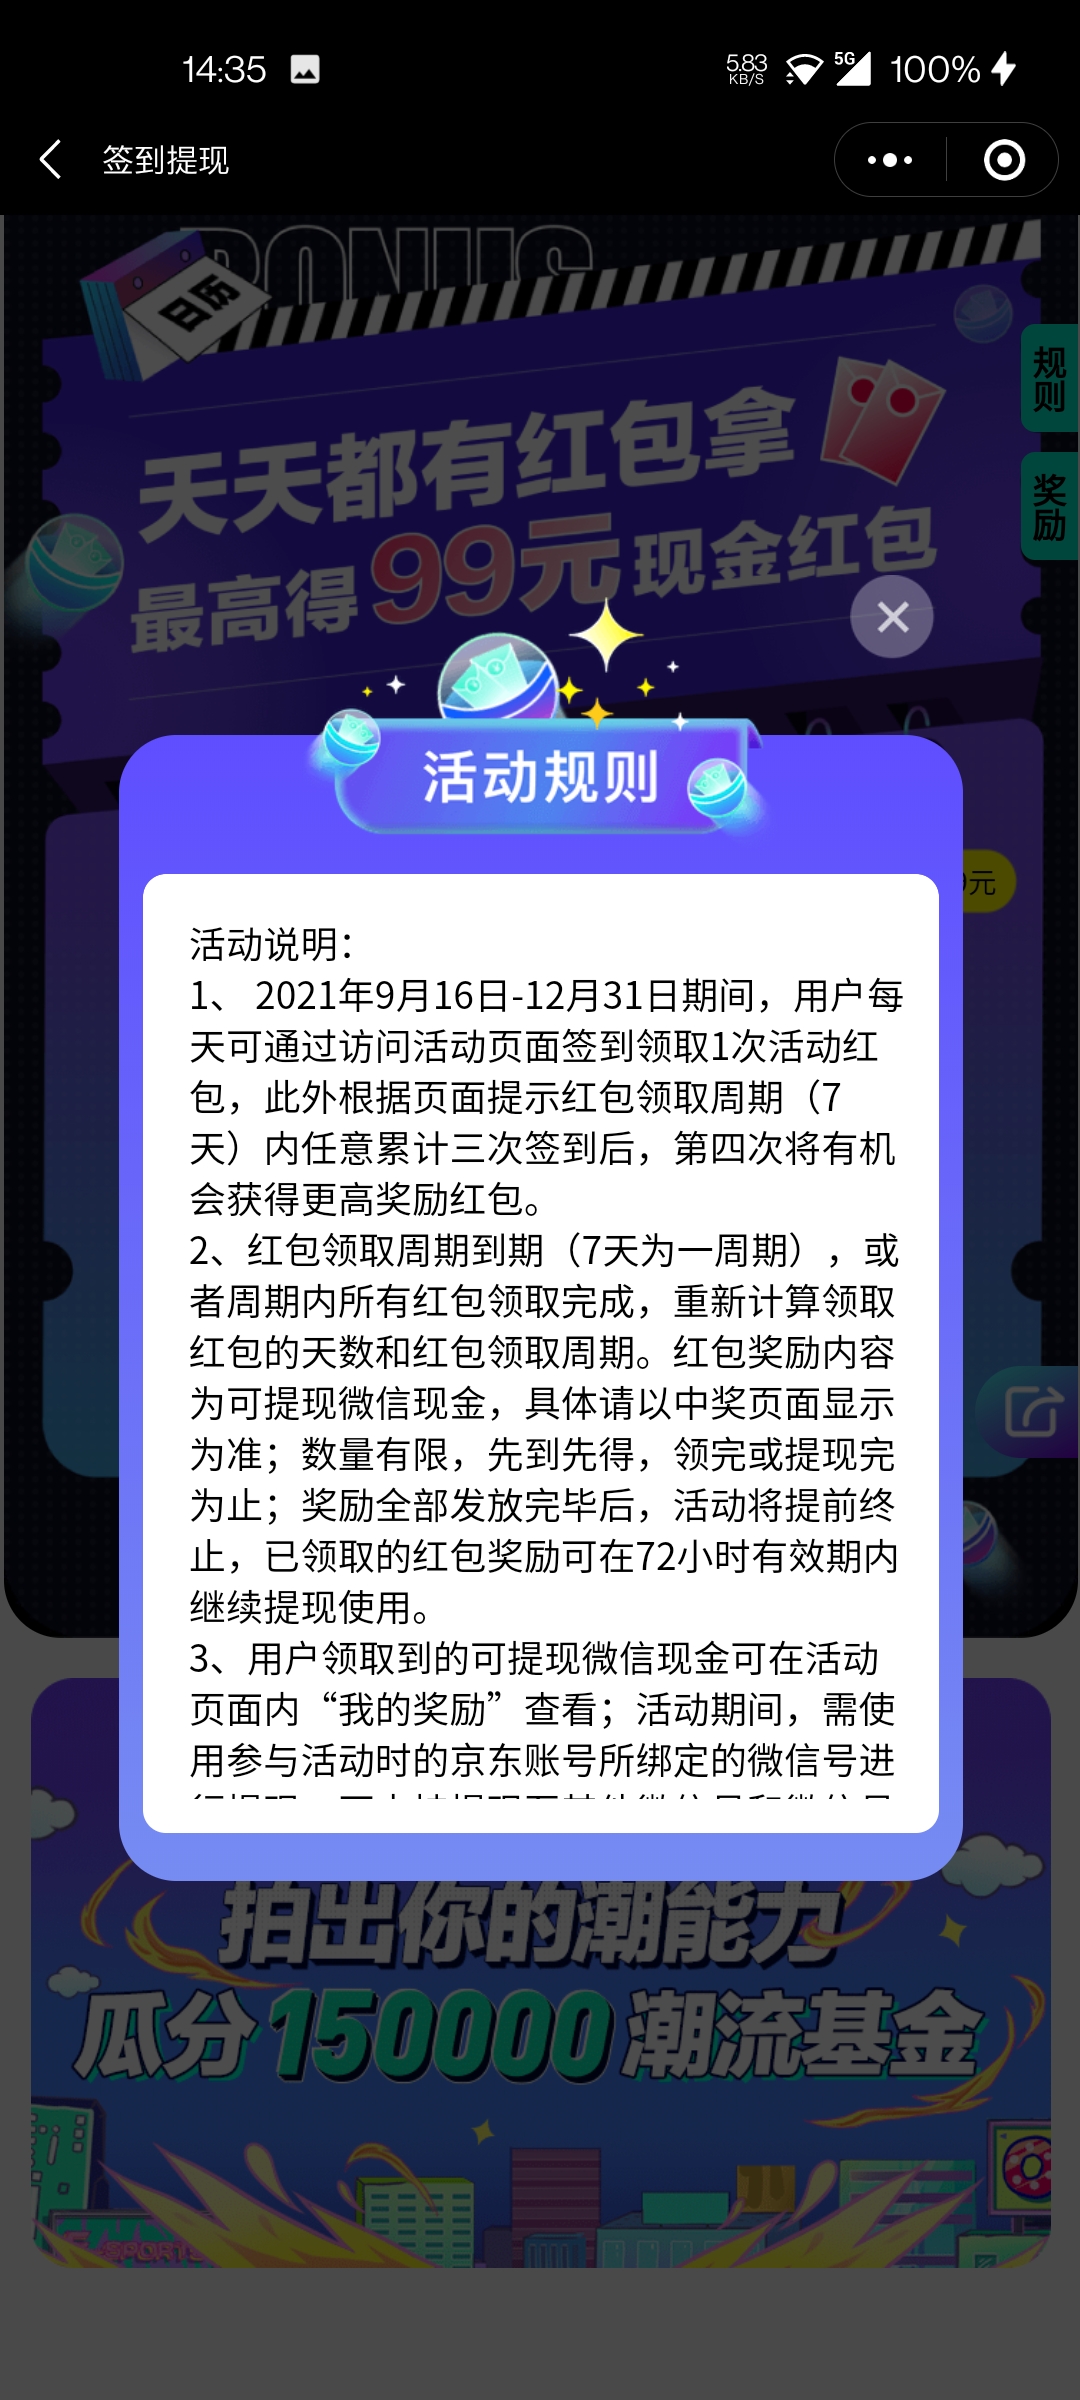 14:35
5.83
KB/S
5G
100%
签到提现
BONUS
日历
规则
天天都有红包拿
奖励
最高得99元现金红包
活动规则
9元
活动说明：
1、 2021年9月16日-12月31日期间，用户每
天可通过访问活动页面签到领取1次活动红
包，此外根据页面提示红包领取周期（7
天）内任意累计三次签到后，第四次将有机
会获得更高奖励红包。
2、红包领取周期到期（7天为一周期），或
者周期内所有红包领取完成，重新计算领取
红包的天数和红包领取周期。红包奖励内容
为可提现微信现金，具体请以中奖页面显示
为准；数量有限，先到先得，领完或提现完
为止；奖励全部发放完毕后，活动将提前终
止，已领取的红包奖励可在72小时有效期内
继续提现使用。
3、用户领取到的可提现微信现金可在活动
页面内“我的奖励”查看；活动期间，需使
用参与活动时的京东账号所绑定的微信号进
拍出你的潮能力
瓜分150000潮流基金
E-SPORTS